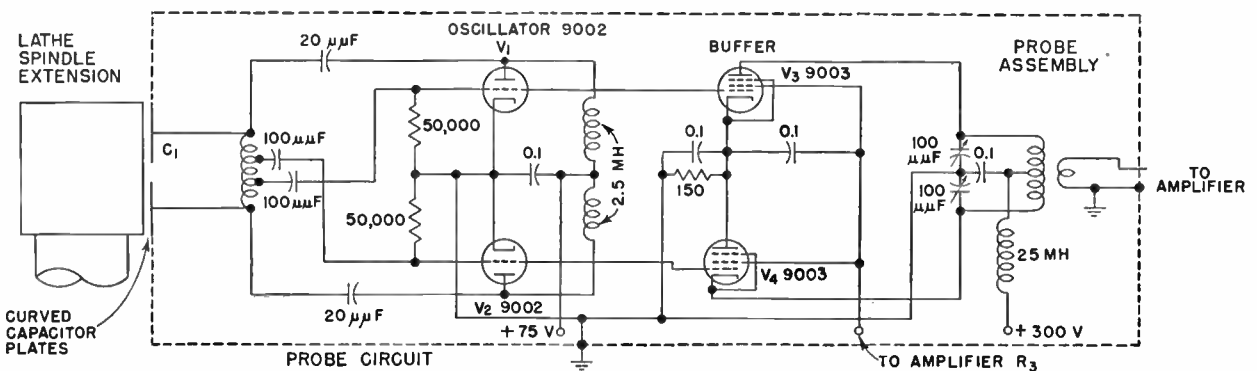 LATHE
SPINDLE
EXTENSION
20 μμF
OSCILLATOR 9002
V1
BUFFER
V3 9003
PROBE
ASSEMBLY
C1
100 μμF
100 μμF
50,000
50,000
0.1
2.5 MH
0.1
0.1
150
100
μμF
0.1
100
μμF
TO
AMPLIFIER
25 MH
V4 9003
V2 9002
20 μμF
+ 75 V
+ 300 V
CURVED
CAPACITOR
PLATES
PROBE CIRCUIT
TO AMPLIFIER R3